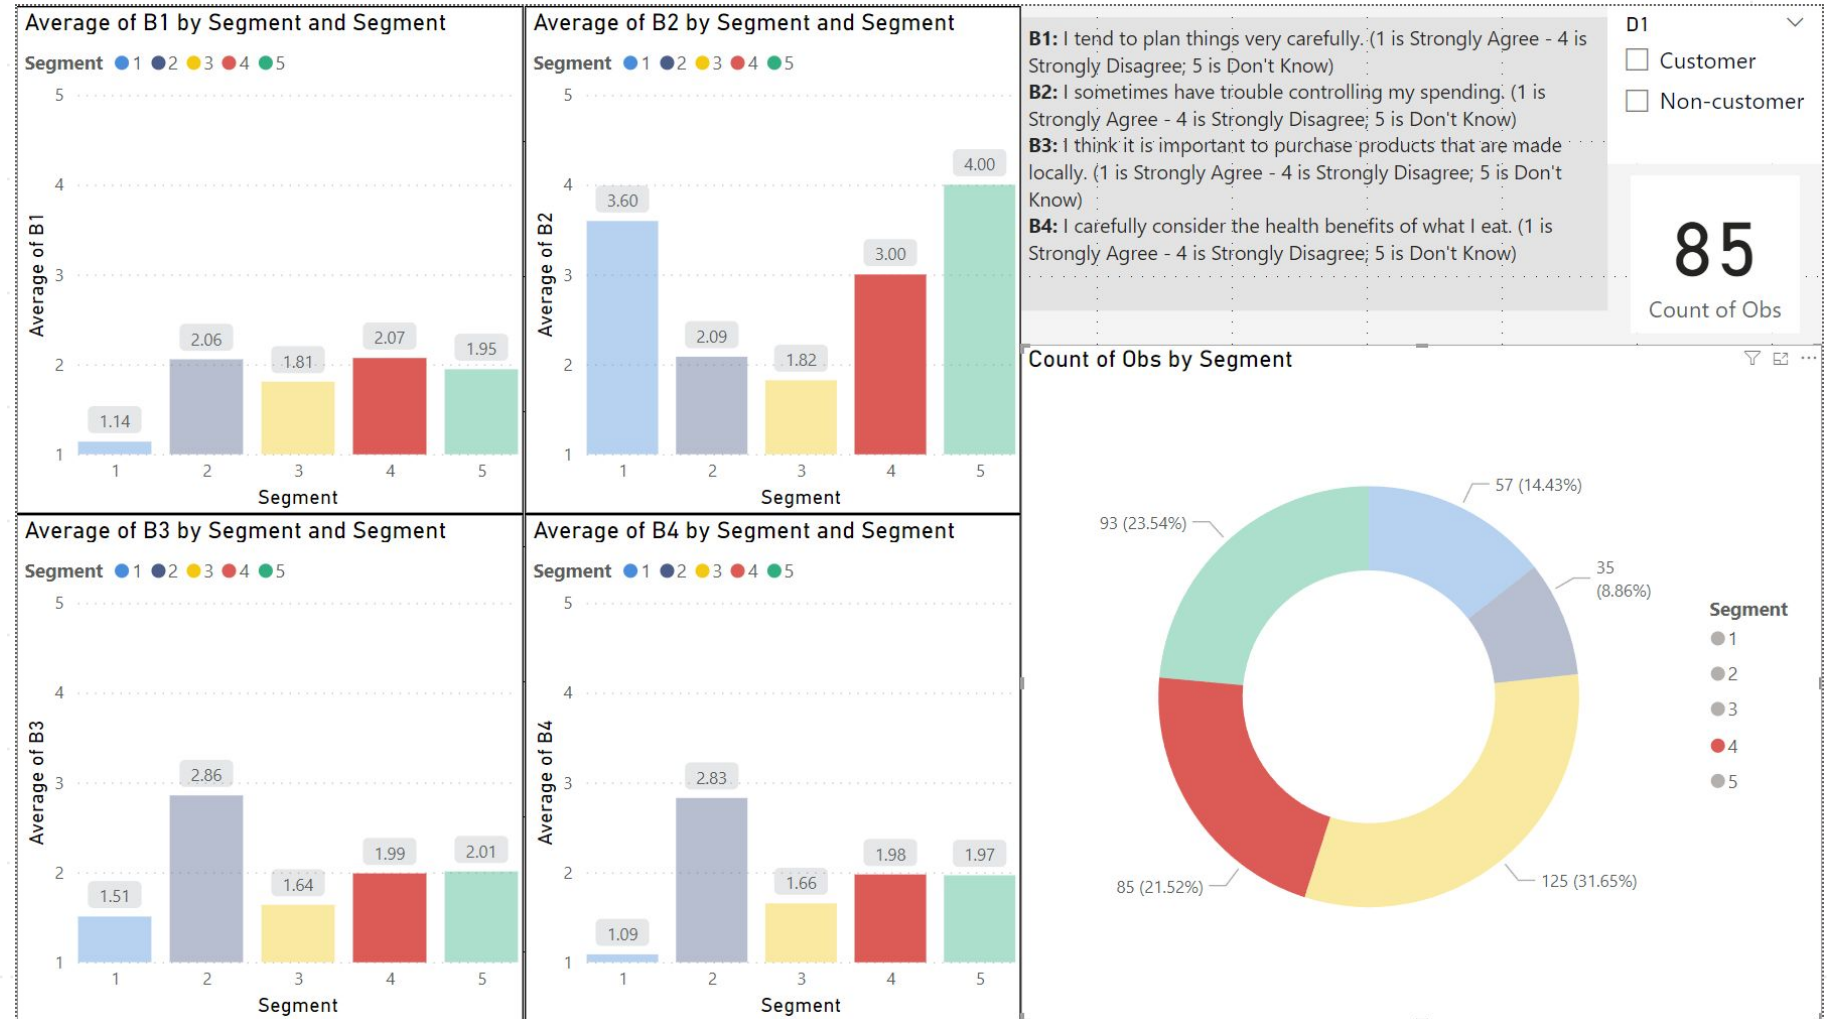 Average of B1 by Segment and Segment
Segment 1 2 3 4 5
5
4
3
2
1
Average of B1
1.14
2.06
1.81
2.07
1.95
1 2 3 4 5
Segment
Average of B2 by Segment and Segment
Segment 1 2 3 4 5
5
4
3
2
1
Average of B2
3.60
2.09
1.82
3.00
4.00
1 2 3 4 5
Segment
B1: I tend to plan things very carefully. (1 is Strongly Agree - 4 is
Strongly Disagree; 5 is Don't Know)
B2: I sometimes have trouble controlling my spending. (1 is
Strongly Agree - 4 is Strongly Disagree; 5 is Don't Know)
B3: I think it is important to purchase products that are made
locally. (1 is Strongly Agree - 4 is Strongly Disagree; 5 is Don't
Know)
B4: I carefully consider the health benefits of what I eat. (1 is
Strongly Agree - 4 is Strongly Disagree; 5 is Don't Know)
D1
Customer
Non-customer
85
Count of Obs
Average of B3 by Segment and Segment
Segment 1 2 3 4 5
5
4
3
2
1
Average of B3
1.51
2.86
1.64
1.99
2.01
1 2 3 4 5
Segment
Average of B4 by Segment and Segment
Segment 1 2 3 4 5
5
4
3
2
1
Average of B4
1.09
2.83
1.66
1.98
1.97
1 2 3 4 5
Segment
Count of Obs by Segment
57 (14.43%)
35
(8.86%)
125 (31.65%)
85 (21.52%)
93 (23.54%)
Segment
1
2
3
4
5